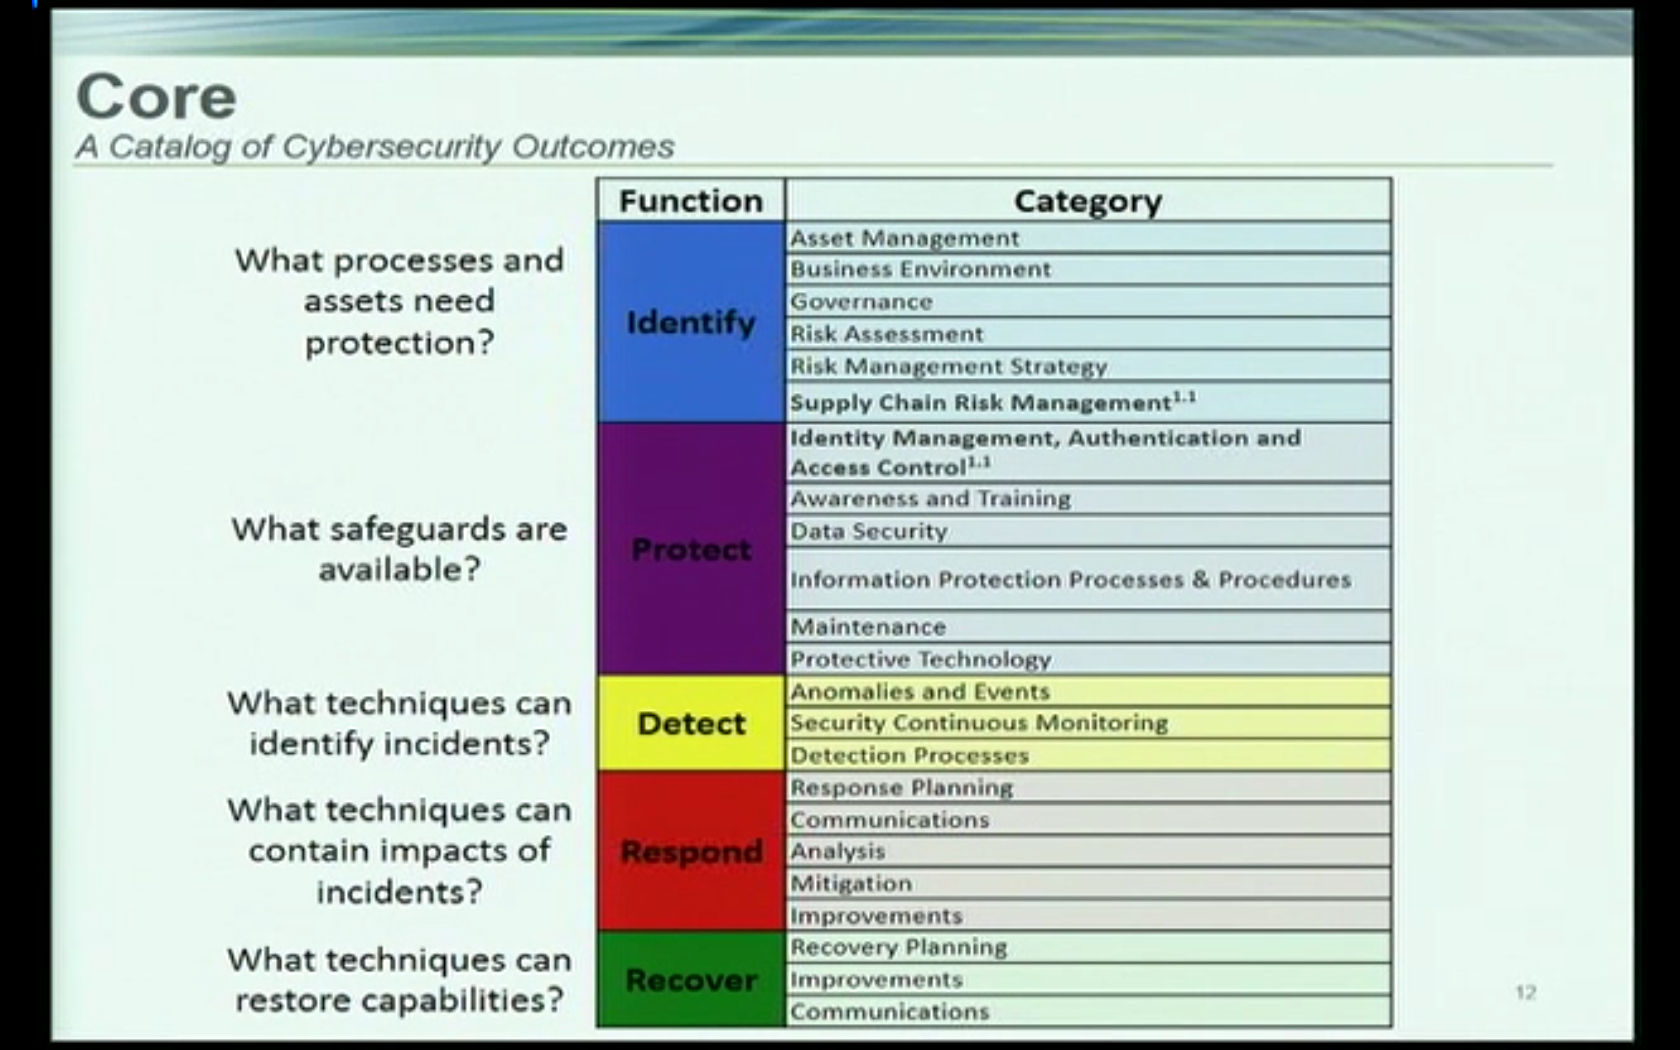 Core
A Catalog of Cybersecurity Outcomes
Function
Category
What processes and
assets need
protection?
Identify
Asset Management
Business Environment
Governance
Risk Assessment
Risk Management Strategy
Supply Chain Risk Management1.1
What safeguards are
available?
Protect
Identity Management, Authentication and
Access Control1.1
Awareness and Training
Data Security
Information Protection Processes & Procedures
Maintenance
Protective Technology
What techniques can
identify incidents?
Detect
Anomalies and Events
Security Continuous Monitoring
Detection Processes
What techniques can
contain impacts of
incidents?
Respond
Response Planning
Communications
Analysis
Mitigation
Improvements
What techniques can
restore capabilities?
Recover
Recovery Planning
Improvements
Communications
12